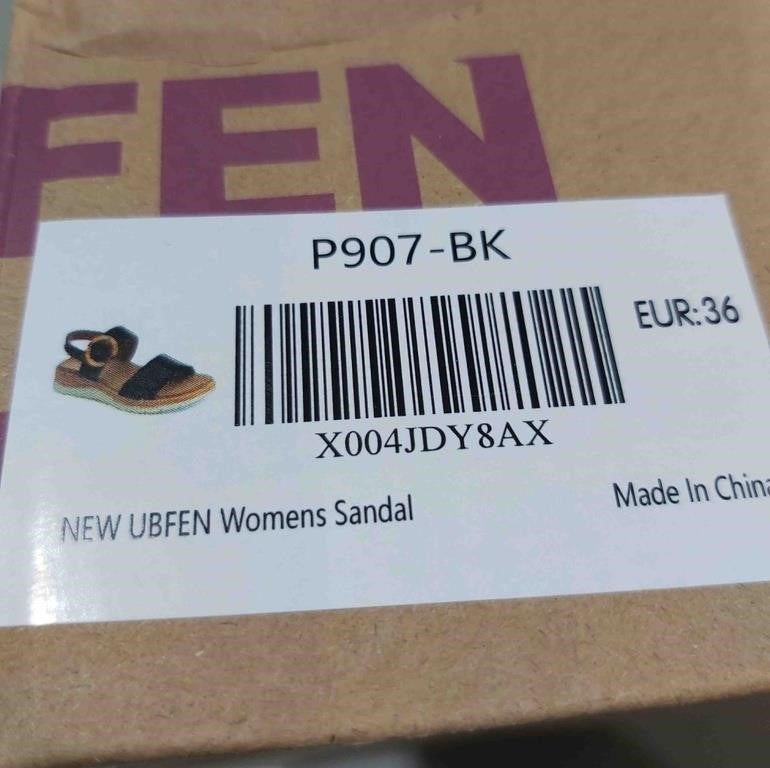 FEN
P907-BK
EUR:36
X004JDY8AX
NEW UBFEN Womens Sandal
Made In China